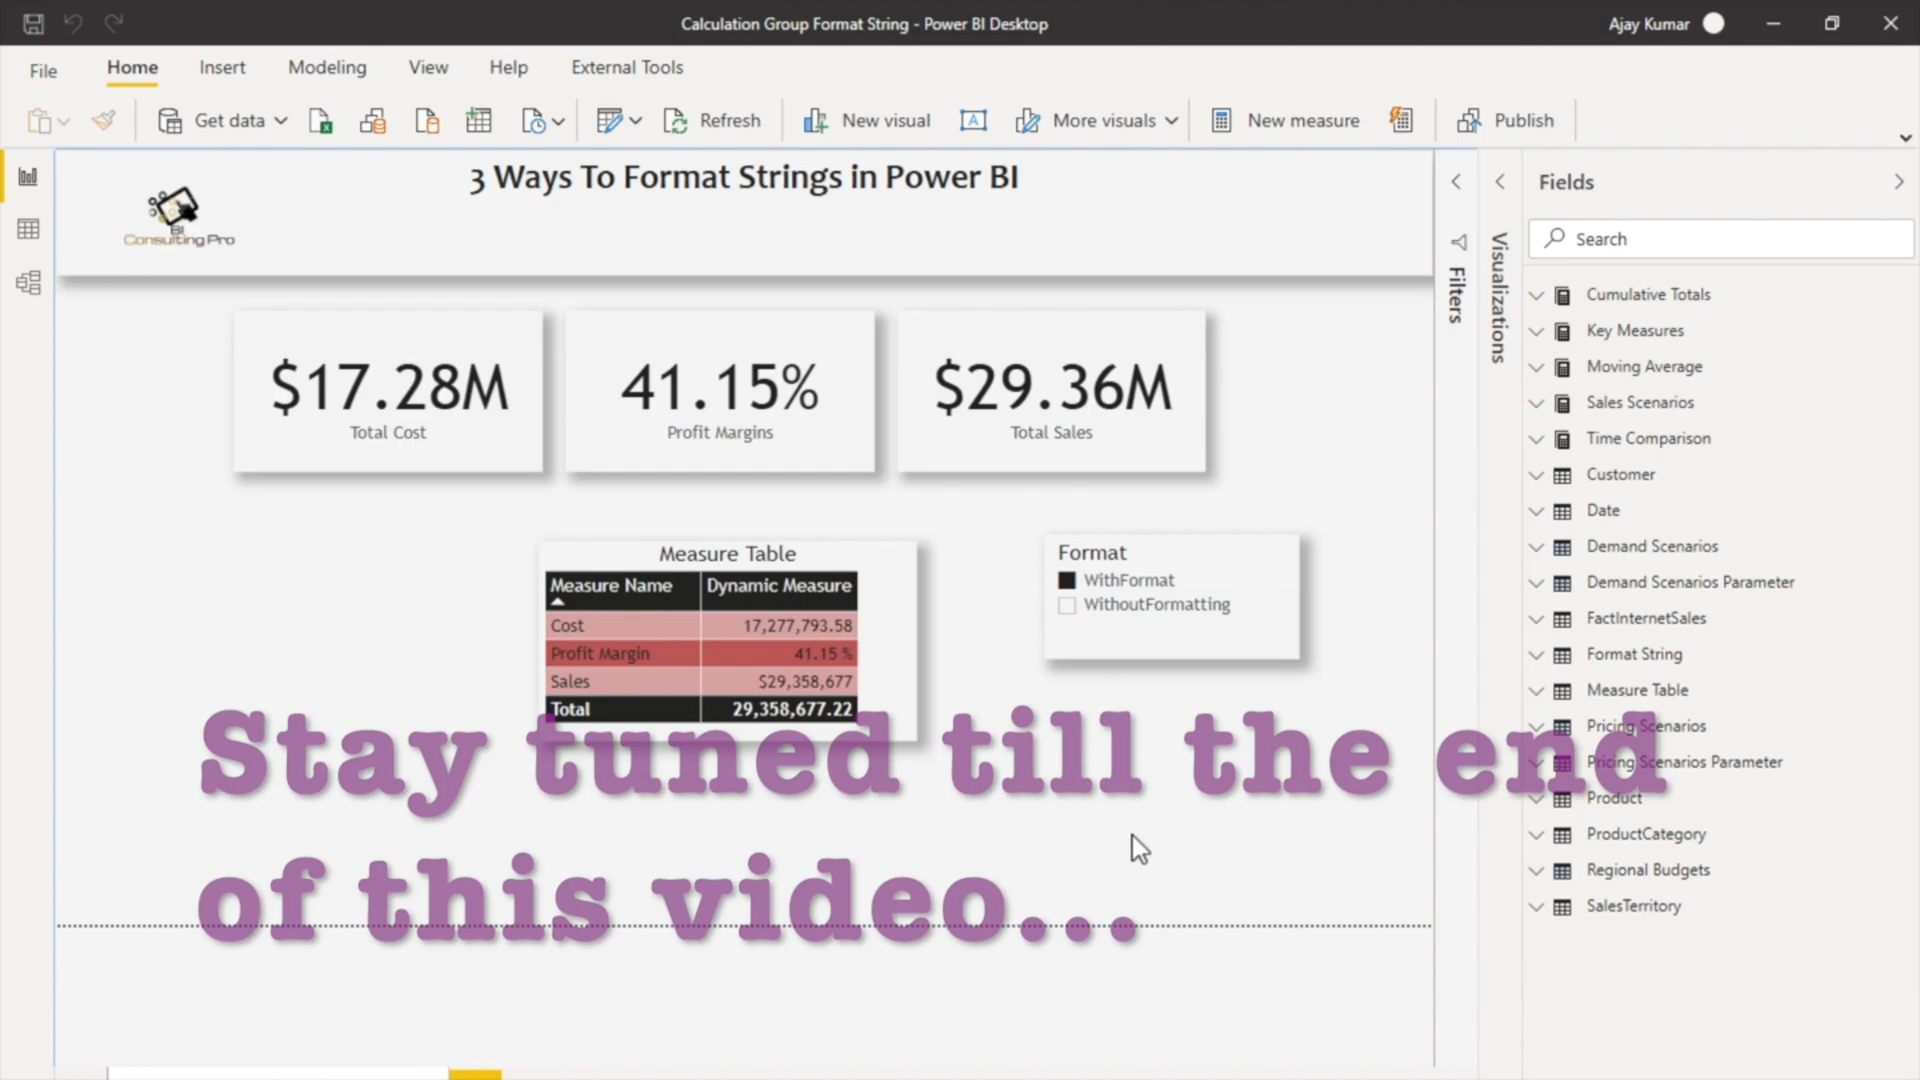 Calculation Group Format String - Power BI Desktop
Ajay Kumar
File Home Insert Modeling View Help External Tools
Get data Refresh New visual More visuals New measure Publish
3 Ways To Format Strings in Power BI
BI
Consulting Pro
$17.28M
Total Cost
41.15%
Profit Margins
$29.36M
Total Sales
Measure Table
Measure Name Dynamic Measure
Cost 17,277,793.58
Profit Margin 41.15 %
Sales $29,358,677
Total 29,358,677.22
Format
WithFormat
WithoutFormatting
Stay tuned till the end
of this video...
Filters
Visualizations
Fields
Search
Cumulative Totals
Key Measures
Moving Average
Sales Scenarios
Time Comparison
Customer
Date
Demand Scenarios
Demand Scenarios Parameter
FactInternetSales
Format String
Measure Table
Pricing Scenarios
Pricing Scenarios Parameter
Product
ProductCategory
Regional Budgets
SalesTerritory